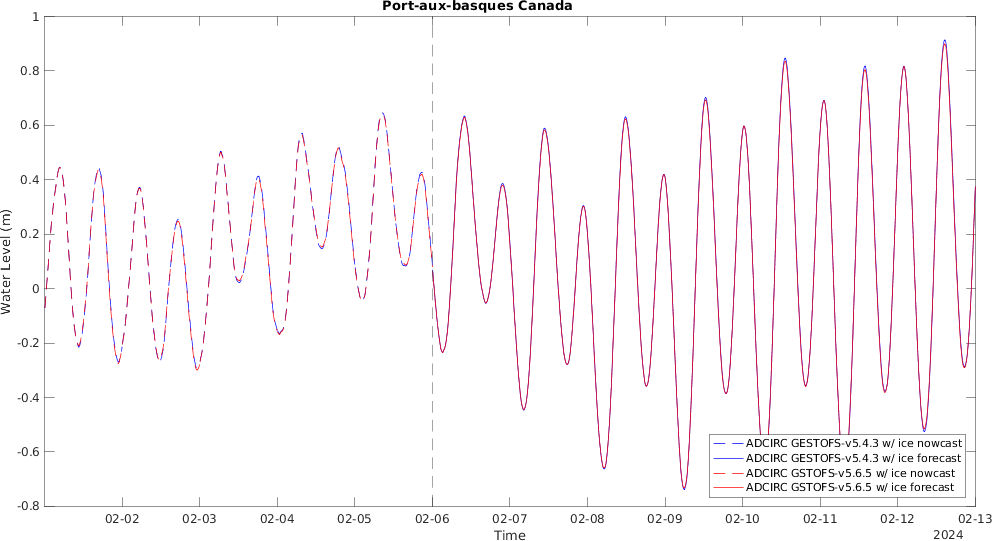 Port-aux-basques Canada
1
0.8
0.6
0.4
0.2
0
-0.2
-0.4
-0.6
-0.8
Water Level (m)
ADCIRC GESTOFS-v5.4.3 w/ ice nowcast
ADCIRC GESTOFS-v5.4.3 w/ ice forecast
ADCIRC GSTOFS-v5.6.5 w/ ice nowcast
ADCIRC GSTOFS-v5.6.5 w/ ice forecast
02-02 02-03 02-04 02-05 02-06 02-07 02-08 02-09 02-10 02-11 02-12 02-13
Time
2024